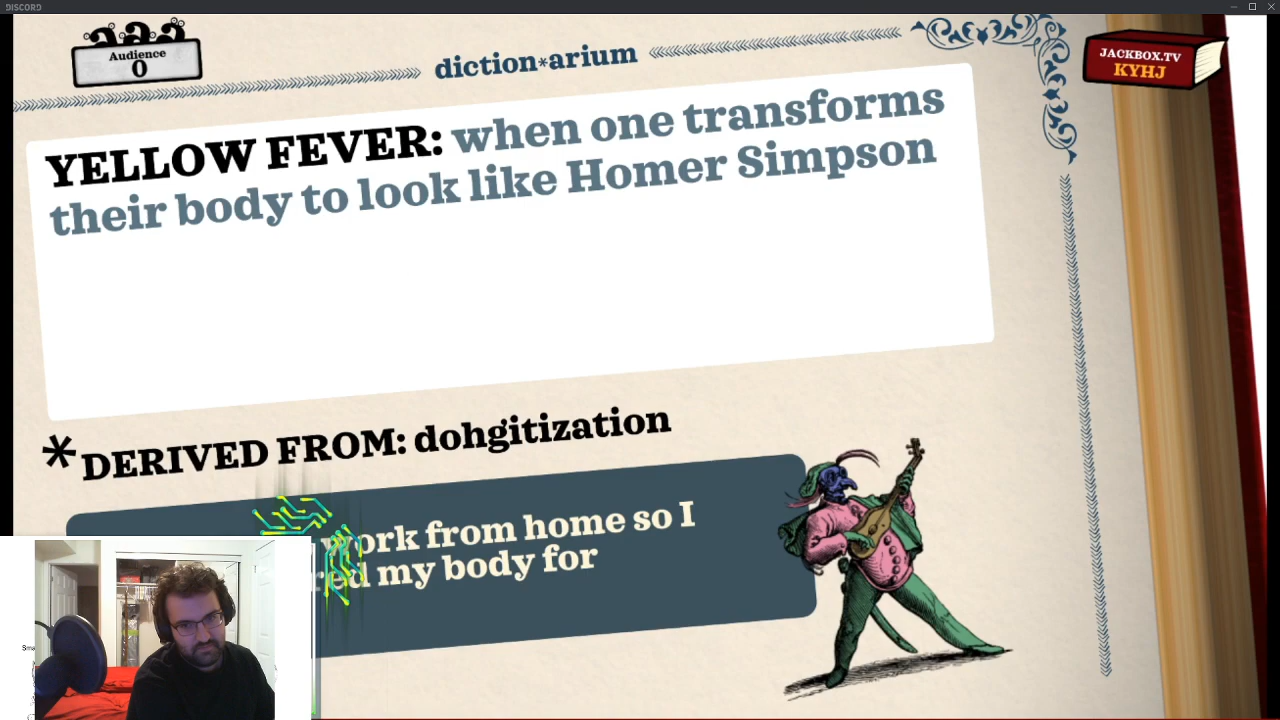 DISCORD
Audience
0
diction*arium
JACKBOX.TV
KYHJ
YELLOW FEVER: when one transforms
their body to look like Homer Simpson
*DERIVED FROM: dohgitization
work from home so I
my body for